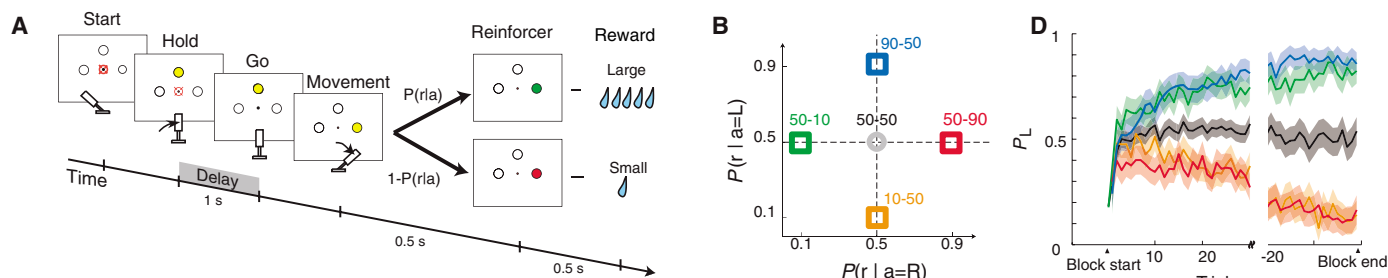 A
Start
Hold
Go
Movement
Reinforcer
Reward
Large
P(r|a)
1-P(r|a)
Small
Time
Delay
1 s
0.5 s
0.5 s
B
90-50
0.9
50-10
50-50
50-90
0.5
10-50
0.1
0.1
0.5
0.9
P(r | a=L)
P(r | a=R)
D
1
0.5
0
P_L
10
20
-20
Block start
Block end